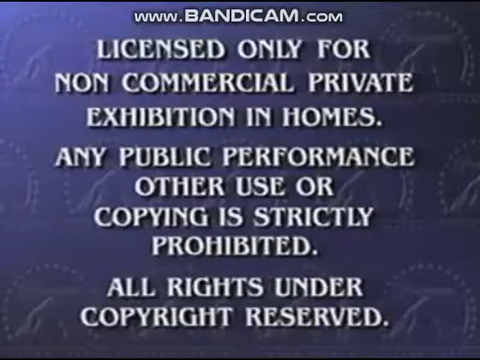 www.BANDICAM.com
LICENSED ONLY FOR
NON COMMERCIAL PRIVATE
EXHIBITION IN HOMES.
ANY PUBLIC PERFORMANCE
OTHER USE OR
COPYING IS STRICTLY
PROHIBITED.
ALL RIGHTS UNDER
COPYRIGHT RESERVED.